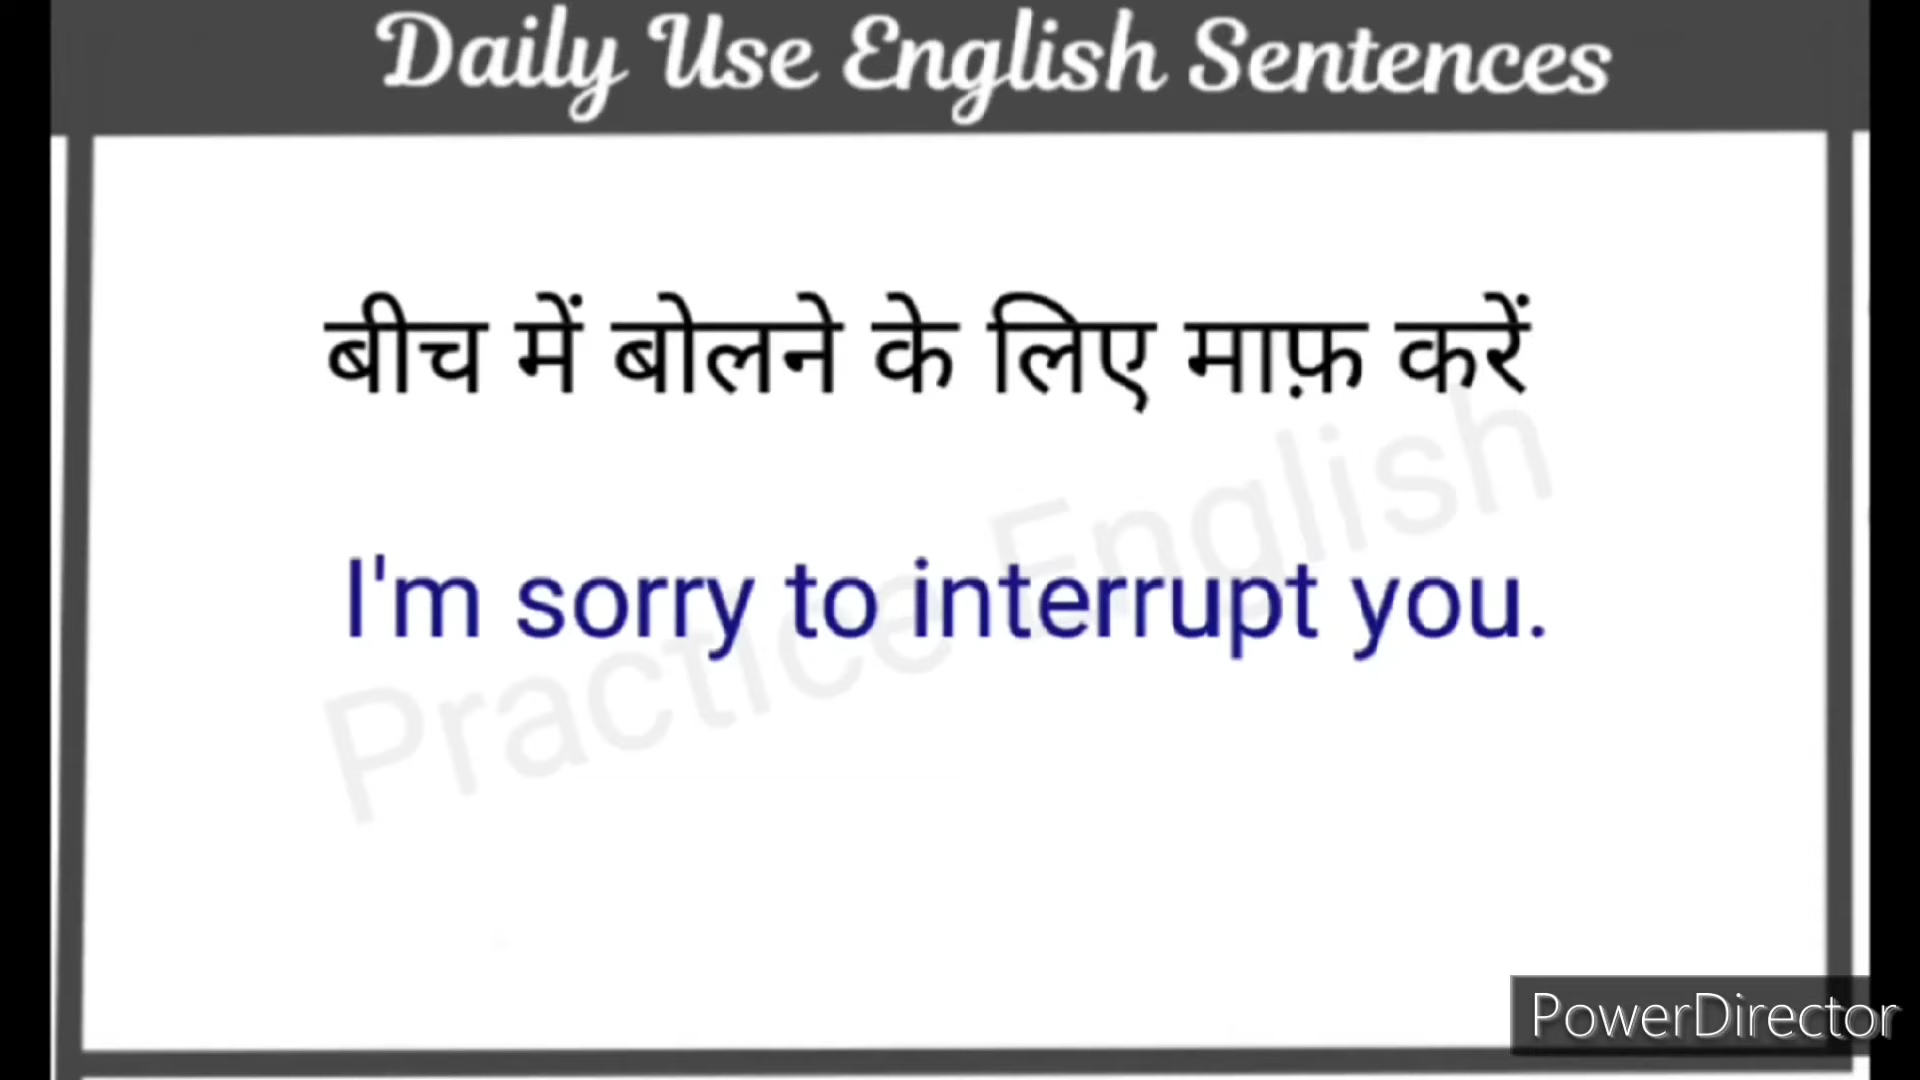 Daily Use English Sentences
बीच में बोलने के लिए माफ़ करें
I'm sorry to interrupt you.
Practice English
PowerDirector